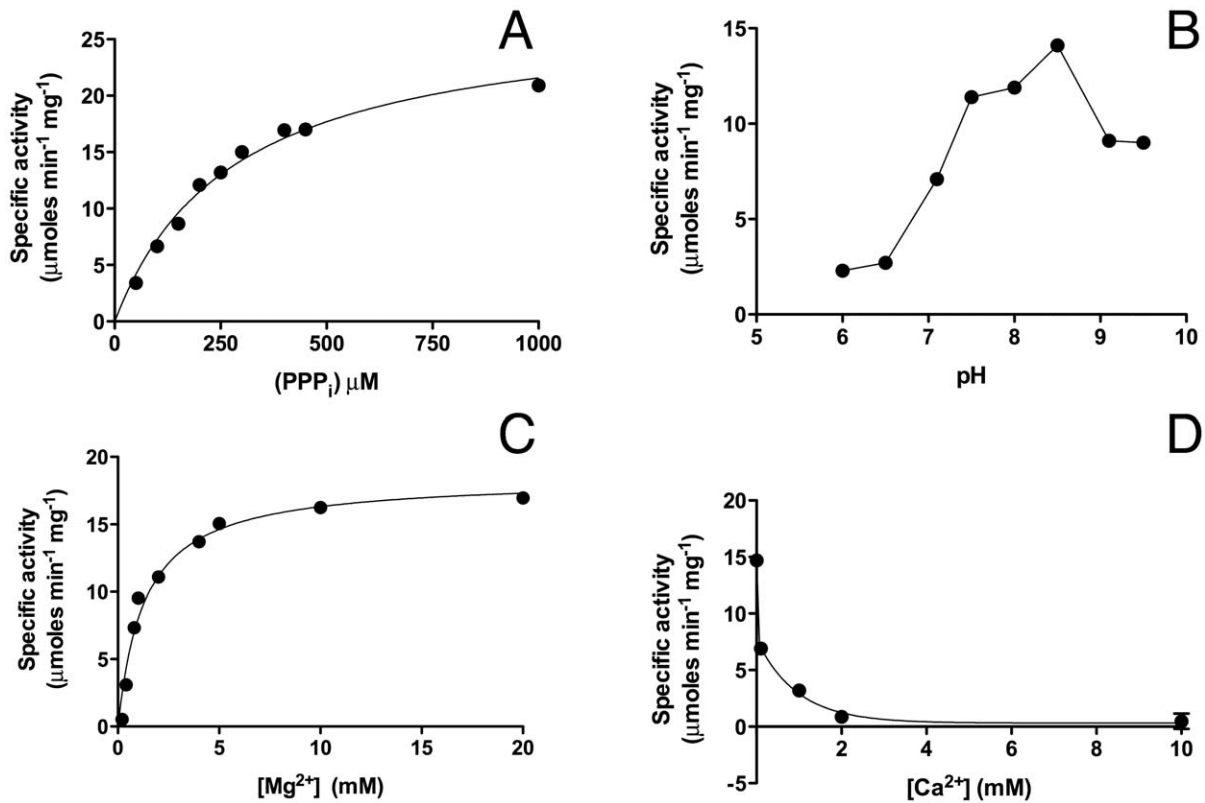 A
Specific activity
(μmoles min⁻¹ mg⁻¹)
25
20
15
10
5
0
0 250 500 750 1000
(PPPᵢ) μM
B
Specific activity
(μmoles min⁻¹ mg⁻¹)
15
10
5
0
5 6 7 8 9 10
pH
C
Specific activity
(μmoles min⁻¹ mg⁻¹)
20
15
10
5
0
0 5 10 15 20
[Mg²⁺] (mM)
D
Specific activity
(μmoles min⁻¹ mg⁻¹)
20
15
10
5
0
-5
2 4 6 8 10
[Ca²⁺] (mM)